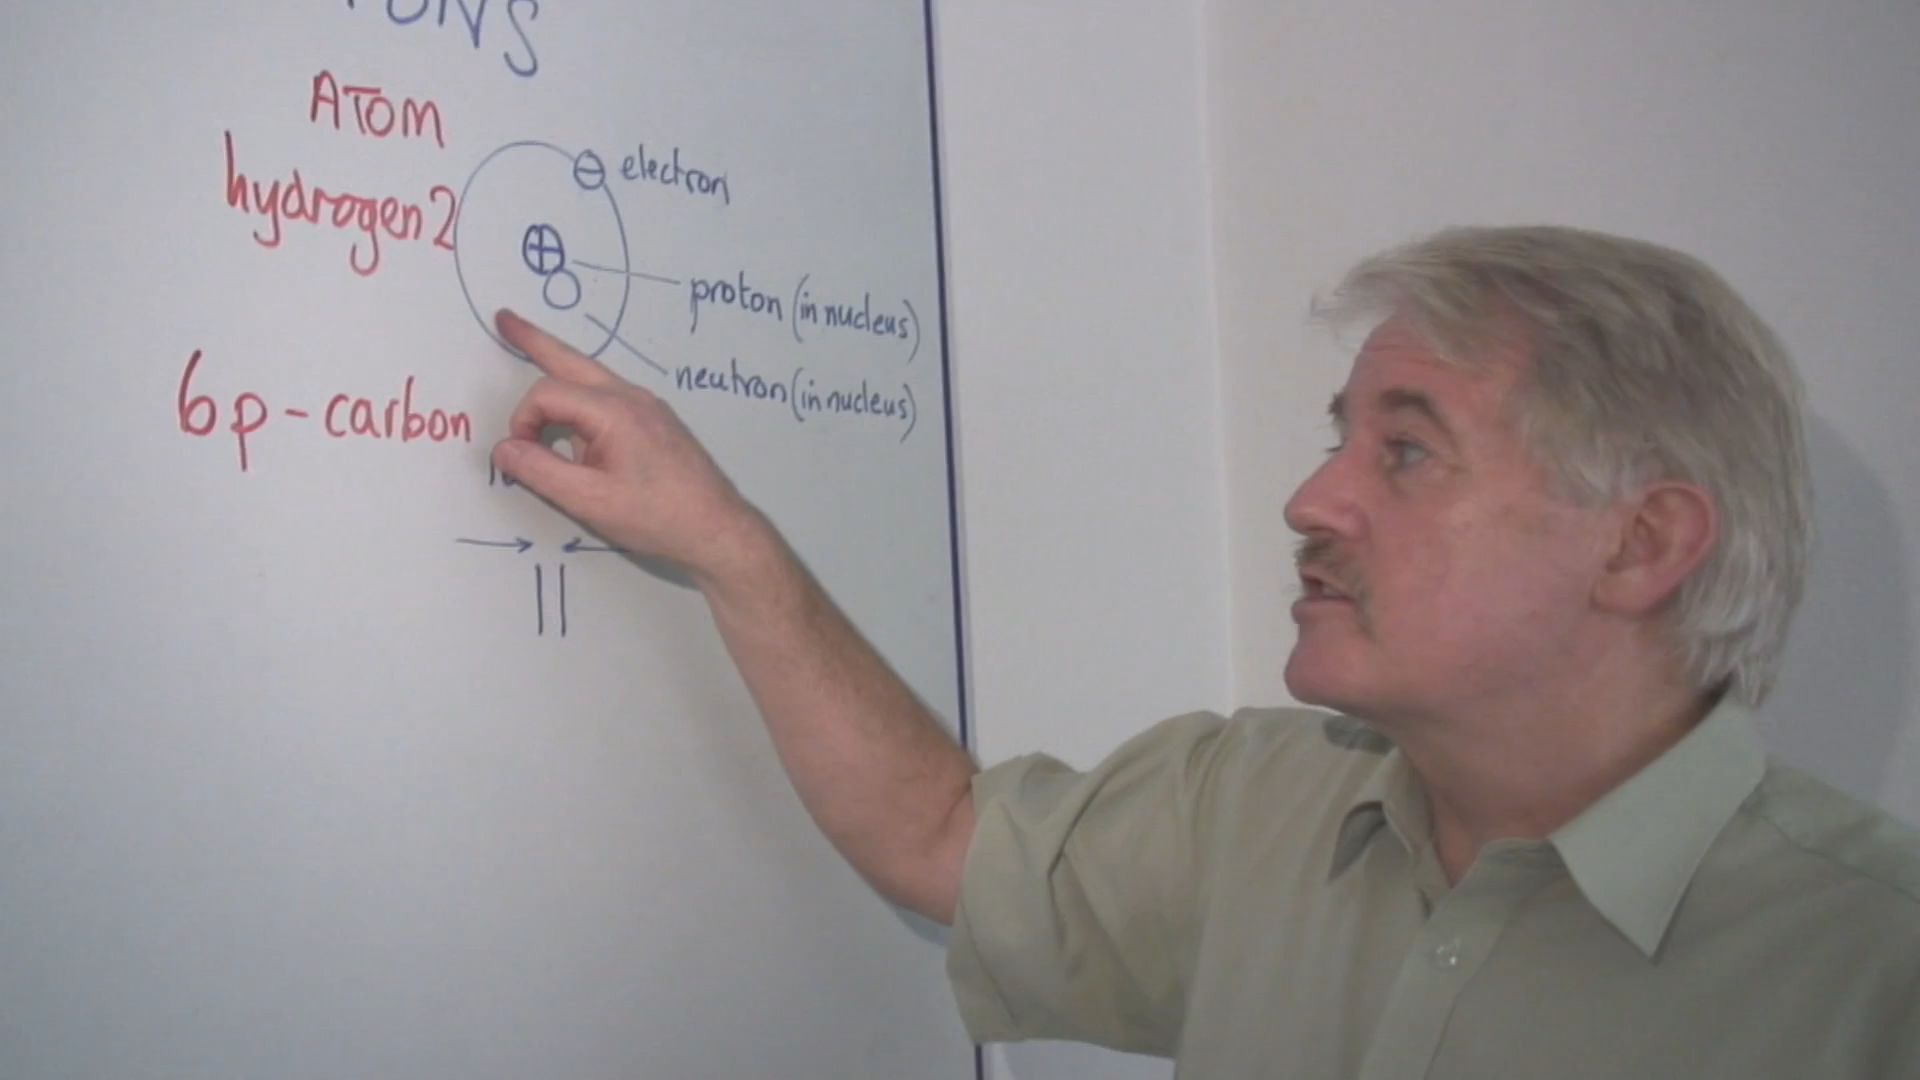 ATOM
hydrogen 2
electron
proton (in nucleus)
neutron (in nucleus)
6p - carbon